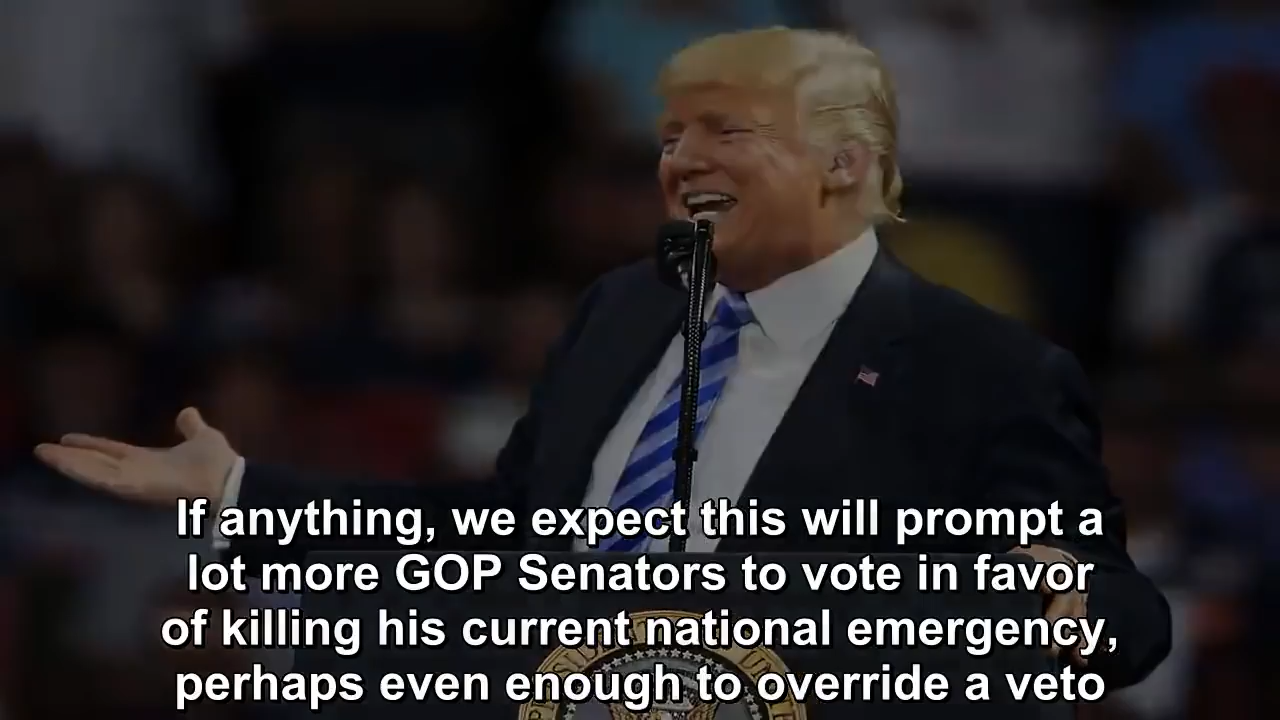 If anything, we expect this will prompt a
lot more GOP Senators to vote in favor
of killing his current national emergency,
perhaps even enough to override a veto